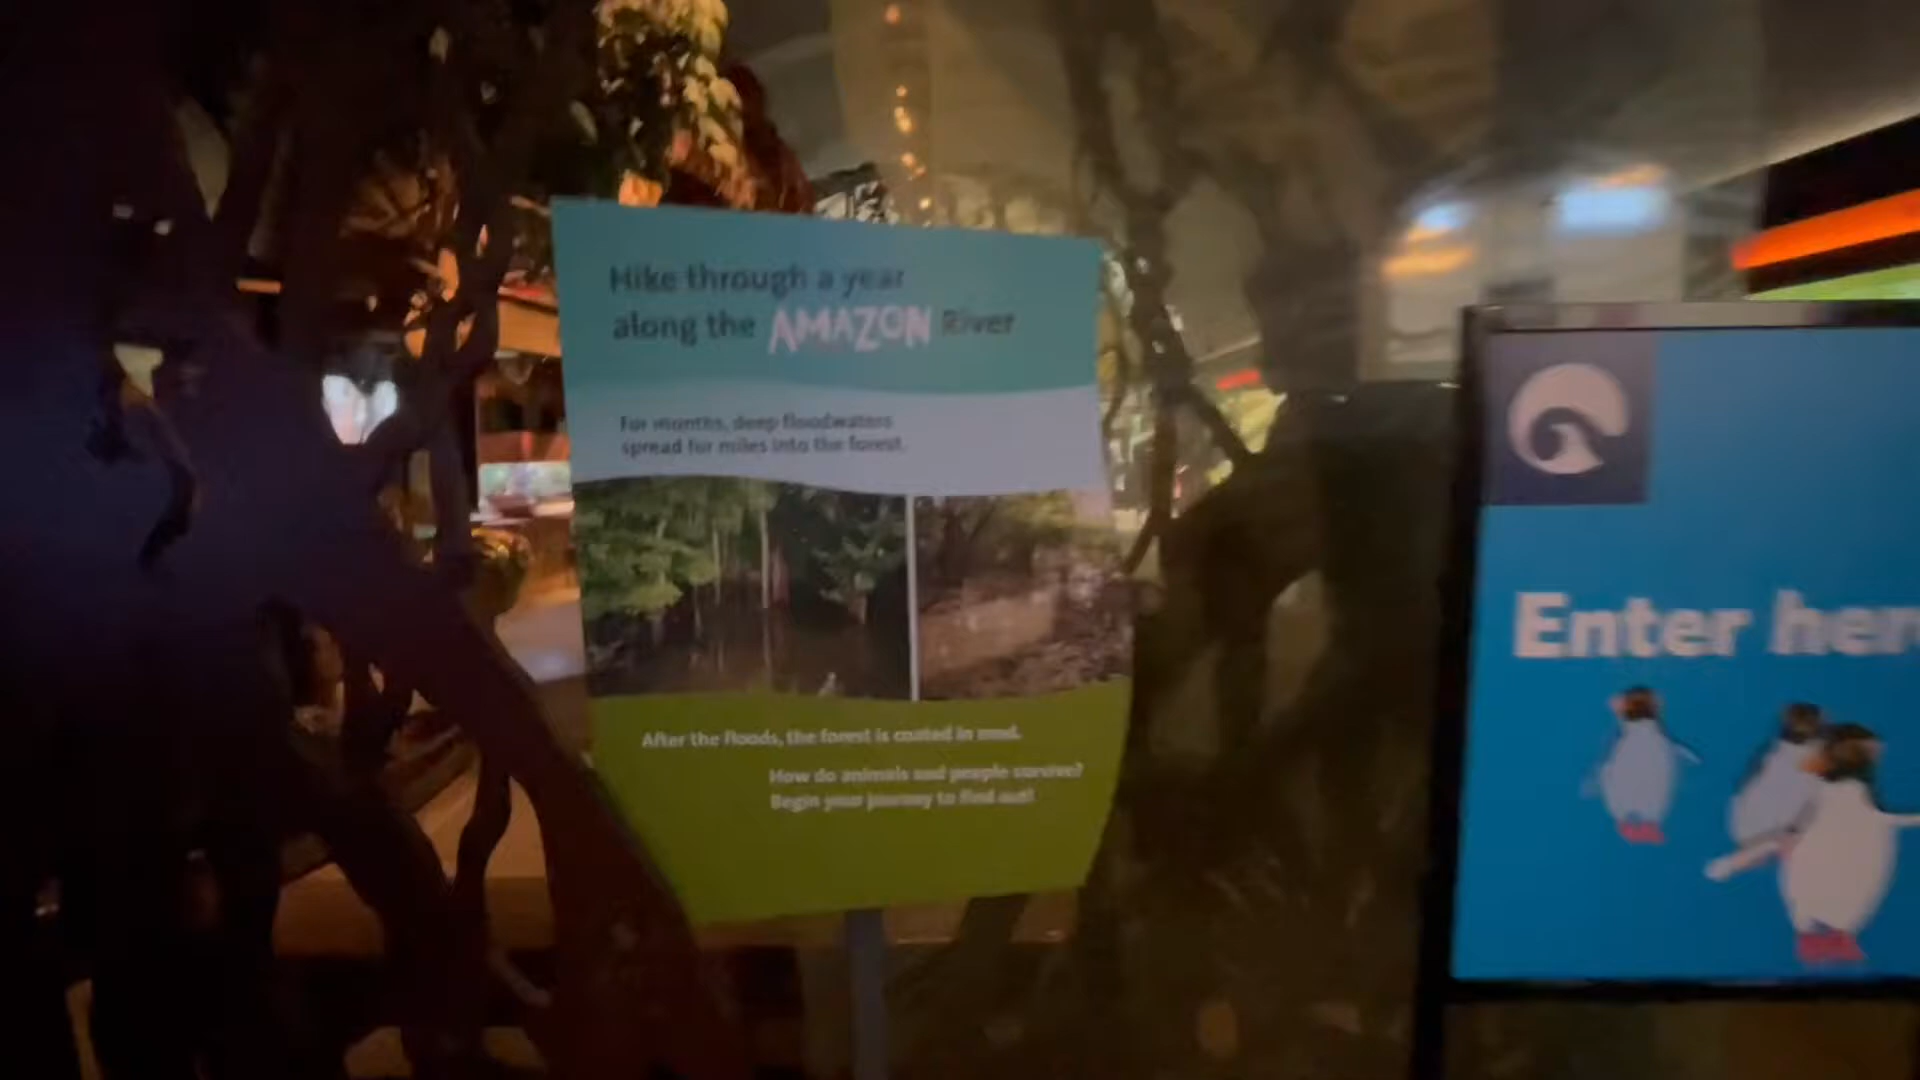 Hike through a year
along the AMAZON River
For months, deep floodwaters
spread for miles into the forest.
After the floods, the forest is coated in mud.
How do animals and people survive?
Begin your journey to find out!
Enter her